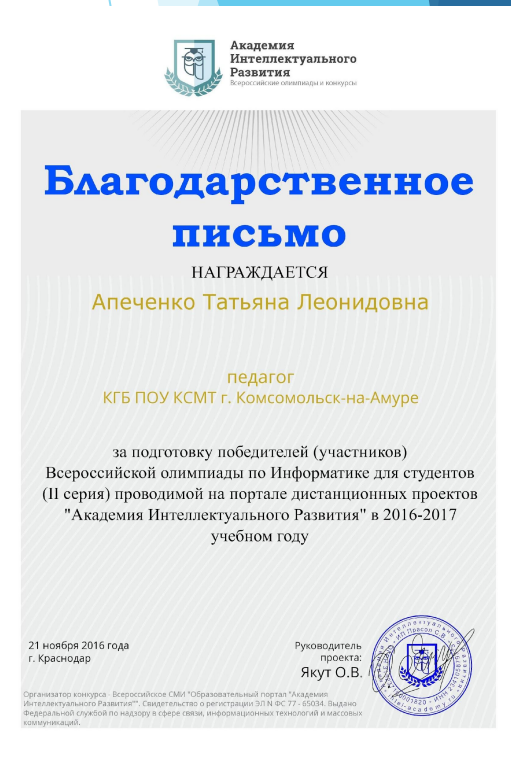 Академия
Интеллектуального
Развития
Всероссийские олимпиады и конкурсы
Благодарственное
письмо
НАГРАЖДАЕТСЯ
Апеченко Татьяна Леонидовна
педагог
КГБ ПОУ КСМТ г. Комсомольск-на-Амуре
за подготовку победителей (участников)
Всероссийской олимпиады по Информатике для студентов
(II серия) проводимой на портале дистанционных проектов
"Академия Интеллектуального Развития" в 2016-2017
учебном году
21 ноября 2016 года
г. Краснодар
Руководитель
проекта:
Якут О.В.
Организатор конкурса - Всероссийское СМИ "Образовательный портал "Академия
Интеллектуального Развития"". Свидетельство о регистрации ЭЛ N ФС 77 - 65034. Выдано
Федеральной службой по надзору в сфере связи, информационных технологий и массовых
коммуникаций.